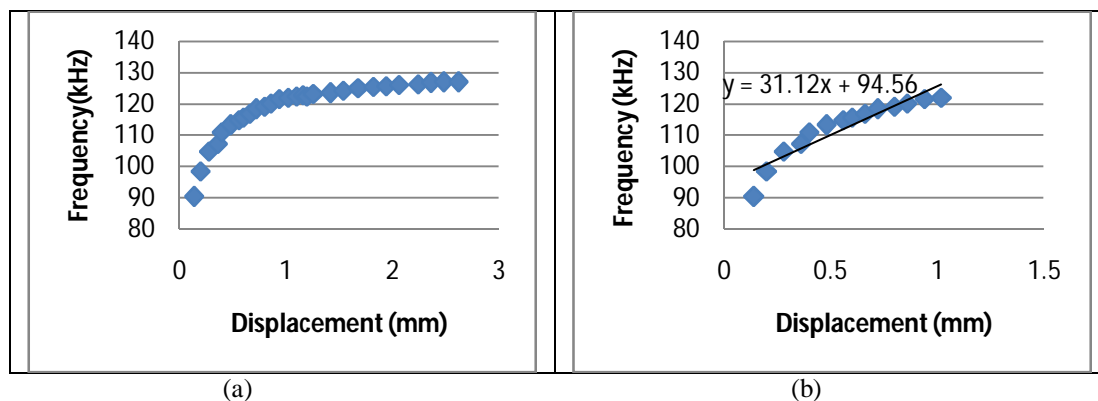 140
130
120
110
100
90
80
Frequency(kHz)
0 1 2 3
Displacement (mm)
(a)
140
130
120
110
100
90
80
Frequency (kHz)
y = 31.12x + 94.56
0 0.5 1 1.5
Displacement (mm)
(b)